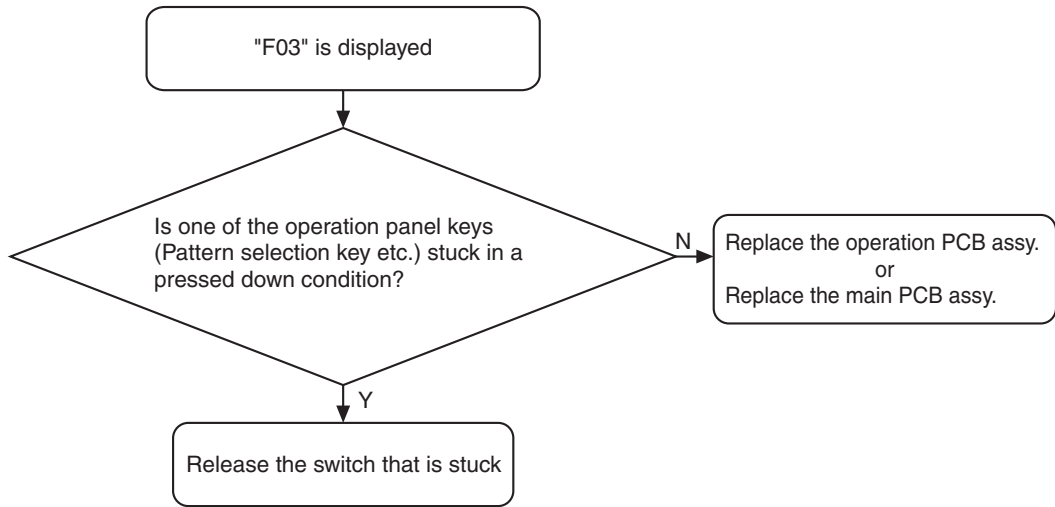 "F03" is displayed
Is one of the operation panel keys
(Pattern selection key etc.) stuck in a
pressed down condition?
N
Replace the operation PCB assy.
or
Replace the main PCB assy.
Y
Release the switch that is stuck